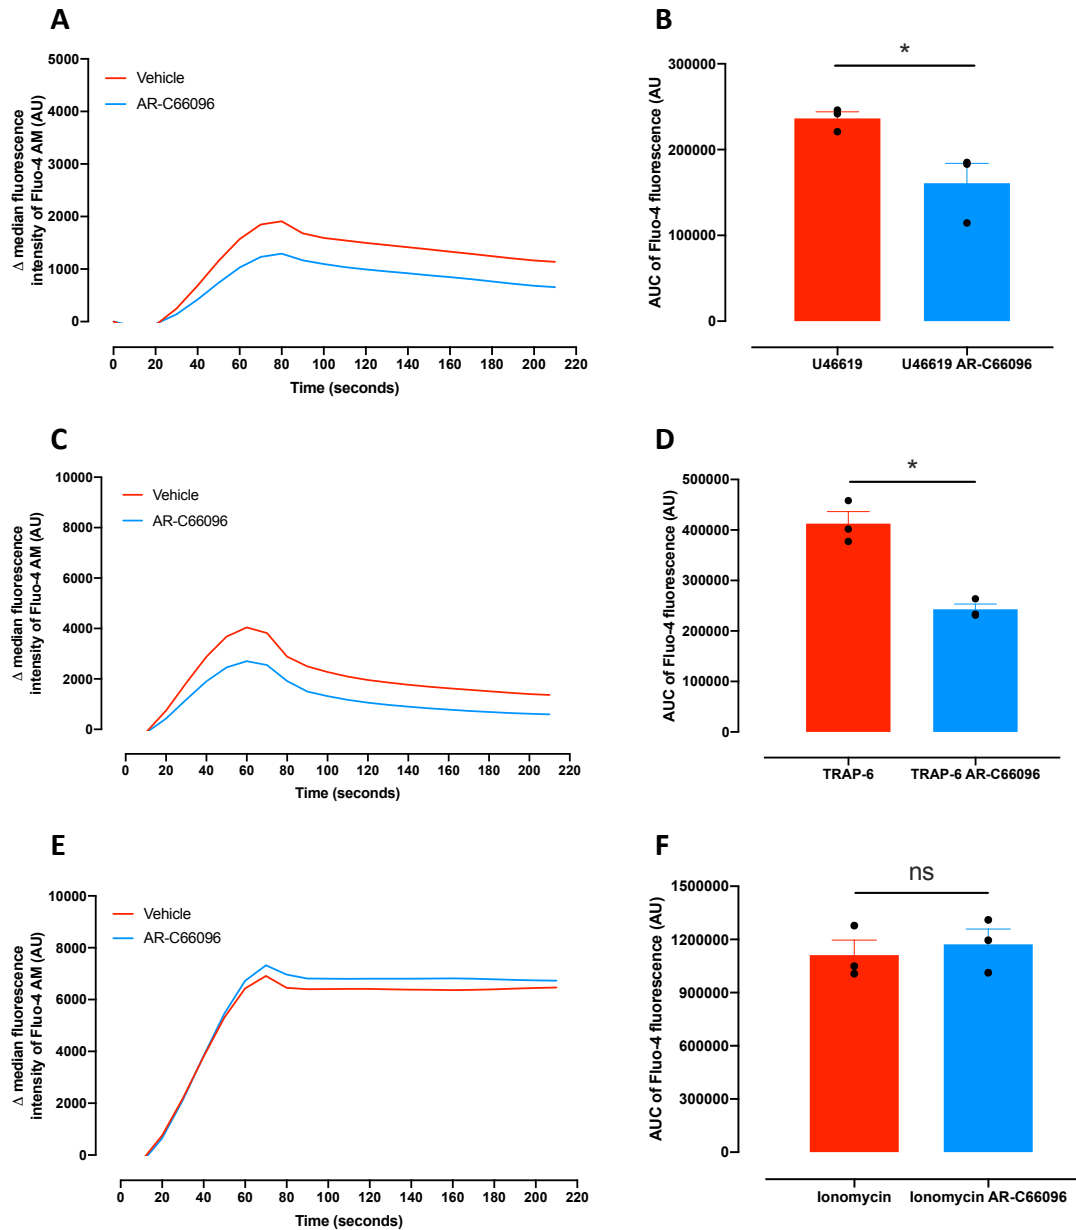 A
Δ median fluorescence
intensity of Fluo-4 AM (AU)
5000
4000
3000
2000
1000
0
Vehicle
AR-C66096
0 20 40 60 80 100 120 140 160 180 200 220
Time (seconds)
B
*
AUC of Fluo-4 fluorescence (AU
300000
200000
100000
0
U46619 U46619 AR-C66096
C
Δ median fluorescence
intensity of Fluo-4 AM (AU)
10000
8000
6000
4000
2000
0
Vehicle
AR-C66096
0 20 40 60 80 100 120 140 160 180 200 220
Time (seconds)
D
*
AUC of Fluo-4 fluorescence (AU)
500000
400000
300000
200000
100000
0
TRAP-6 TRAP-6 AR-C66096
E
Δ median fluorescence
intensity of Fluo-4 AM (AU)
10000
8000
6000
4000
2000
0
Vehicle
AR-C66096
0 20 40 60 80 100 120 140 160 180 200 220
Time (seconds)
F
ns
AUC of Fluo-4 fluorescence (AU)
1500000
1200000
900000
600000
300000
0
Ionomycin Ionomycin AR-C66096